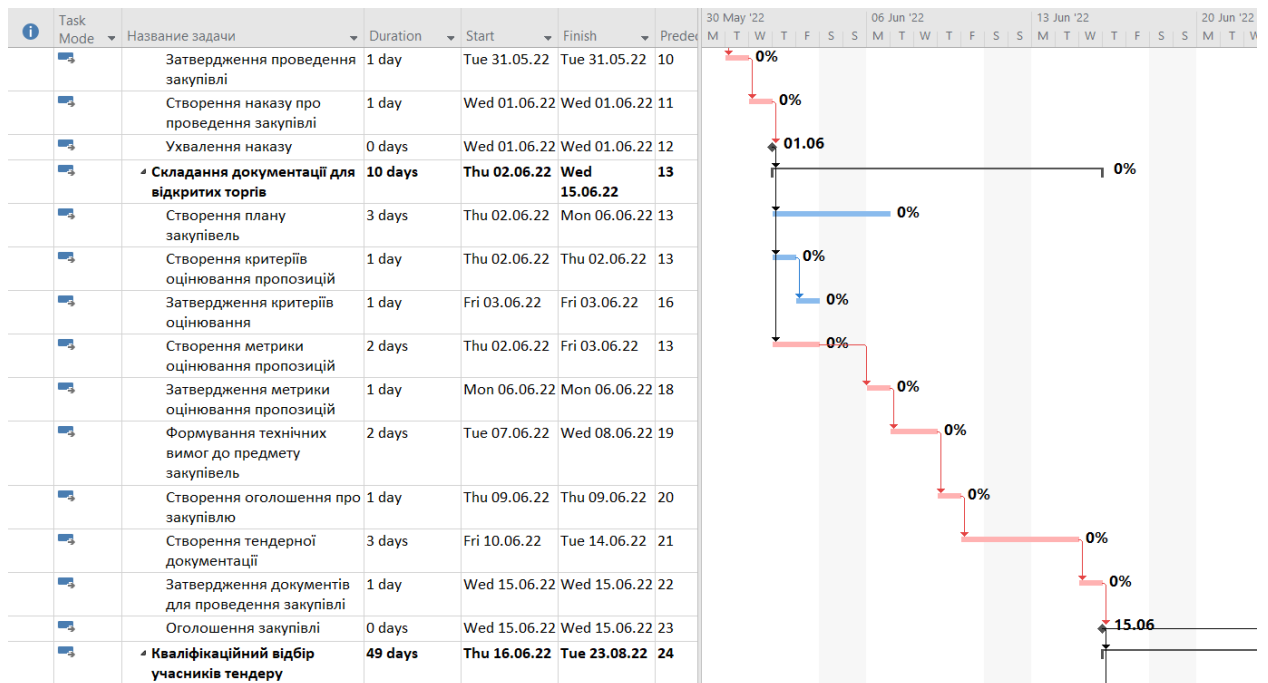 Task
Mode
Название задачи
Duration
Start
Finish
Predec
30 May '22
06 Jun '22
13 Jun '22
20 Jun '22
M T W T F S S M T W T F S S M T W T F S S M T W
Затвердження проведення 1 day Tue 31.05.22 Tue 31.05.22 10 0%
закупівлі
Створення наказу про 1 day Wed 01.06.22 Wed 01.06.22 11 0%
проведення закупівлі
Ухвалення наказу 0 days Wed 01.06.22 Wed 01.06.22 12 01.06
Складання документації для 10 days Thu 02.06.22 Wed 13 0%
відкритих торгів 15.06.22
Створення плану 3 days Thu 02.06.22 Mon 06.06.22 13 0%
закупівель
Створення критеріїв 1 day Thu 02.06.22 Thu 02.06.22 13 0%
оцінювання пропозицій
Затвердження критеріїв 1 day Fri 03.06.22 Fri 03.06.22 16 0%
оцінювання
Створення метрики 2 days Thu 02.06.22 Fri 03.06.22 13 0%
оцінювання пропозицій
Затвердження метрики 1 day Mon 06.06.22 Mon 06.06.22 18 0%
оцінювання пропозицій
Формування технічних 2 days Tue 07.06.22 Wed 08.06.22 19 0%
вимог до предмету
закупівель
Створення оголошення про 1 day Thu 09.06.22 Thu 09.06.22 20 0%
закупівлю
Створення тендерної 3 days Fri 10.06.22 Tue 14.06.22 21 0%
документації
Затвердження документів 1 day Wed 15.06.22 Wed 15.06.22 22 0%
для проведення закупівлі
Оголошення закупівлі 0 days Wed 15.06.22 Wed 15.06.22 23 15.06
Кваліфікаційний відбір 49 days Thu 16.06.22 Tue 23.08.22 24
учасників тендеру